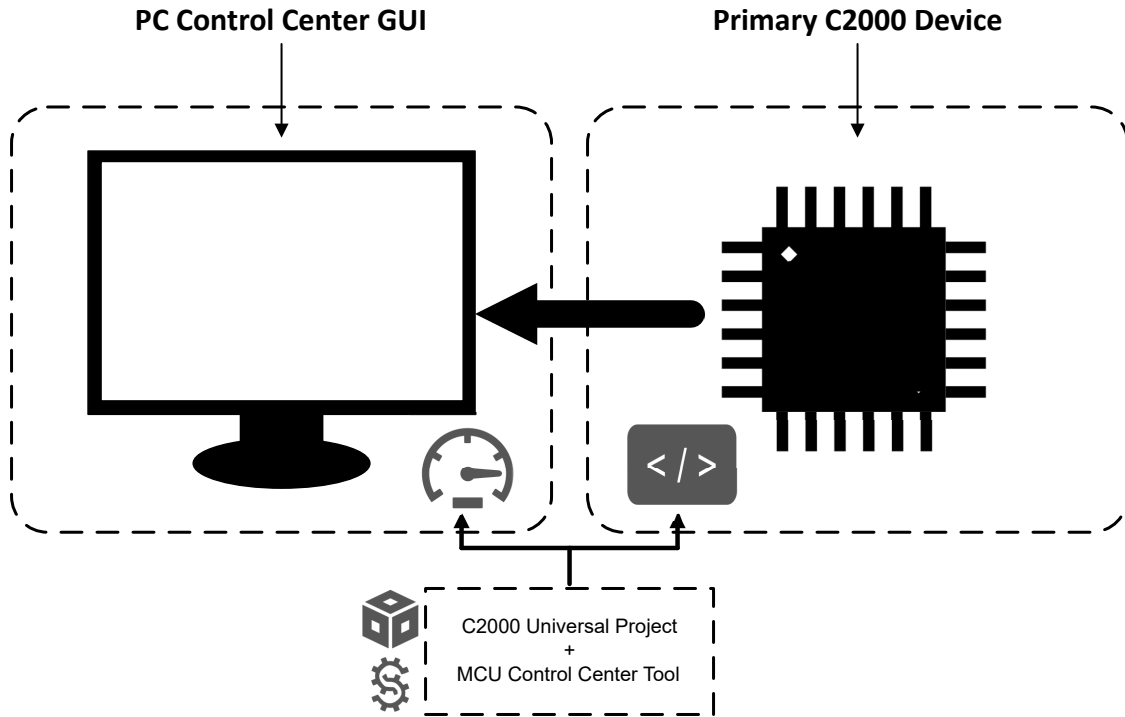 PC Control Center GUI
Primary C2000 Device
</>
C2000 Universal Project
+
MCU Control Center Tool